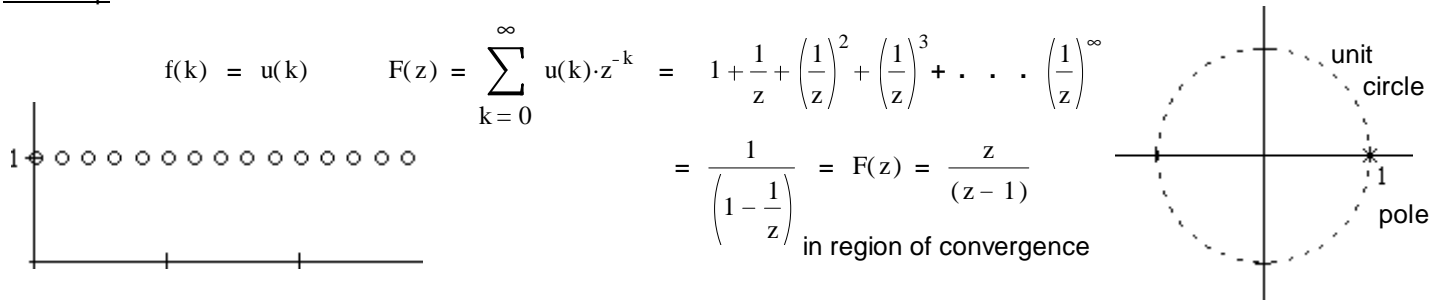 f(k) = u(k) F(z) = ∑_{k = 0}^{∞} u(k)·z^{-k} = 1 + 1/z + (1/z)^2 + (1/z)^3 + . . . (1/z)^∞
= 1/(1 − 1/z) = F(z) = z/(z − 1)
in region of convergence
1
unit
circle
1
pole